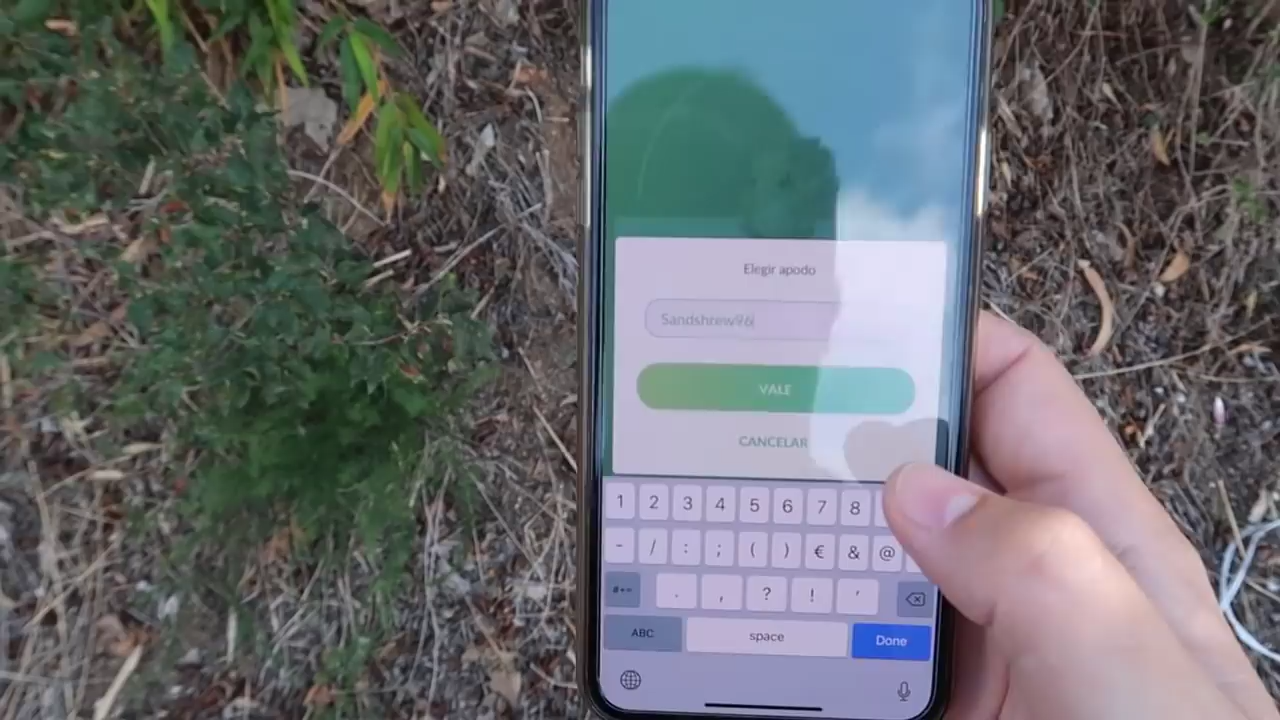 Elegir apodo
Sandshrew96
VALE
CANCELAR
1 2 3 4 5 6 7 8
- / : ; ( ) € & @
#+= . , ? ! ′
ABC space Done